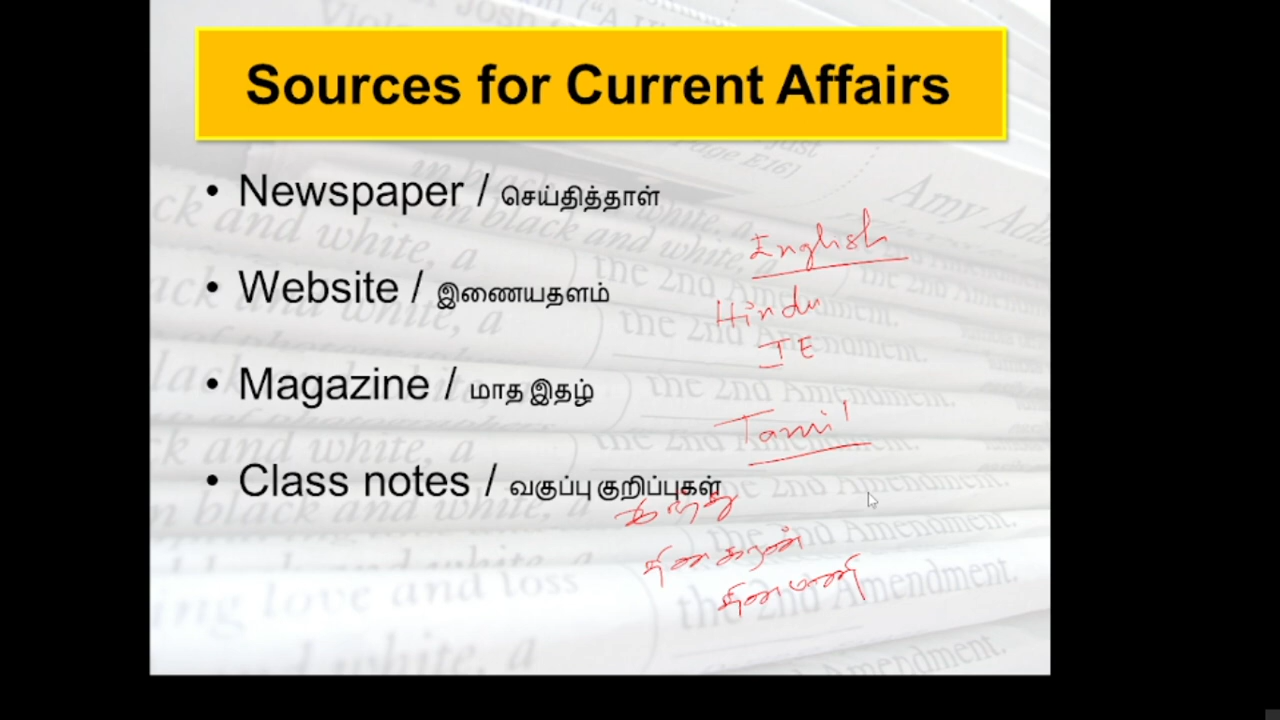 Sources for Current Affairs
• Newspaper / செய்தித்தாள்
• Website / இணையதளம்
• Magazine / மாத இதழ்
• Class notes / வகுப்பு குறிப்புகள்
English
Hindu
IE
Tamil
இந்து
தினகரன்
தினமணி